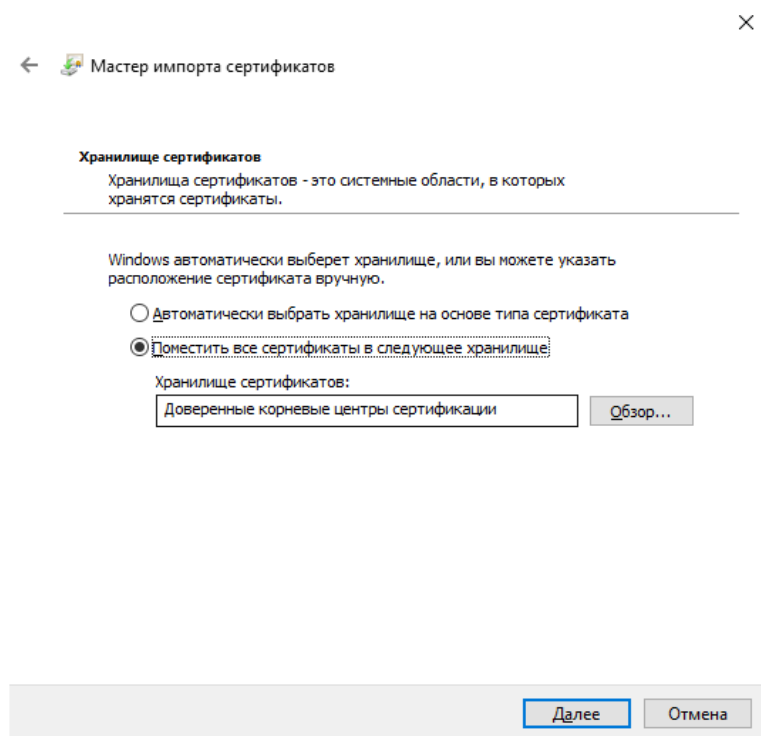 Мастер импорта сертификатов
Хранилище сертификатов
Хранилища сертификатов - это системные области, в которых
хранятся сертификаты.
Windows автоматически выберет хранилище, или вы можете указать
расположение сертификата вручную.
Автоматически выбрать хранилище на основе типа сертификата
Поместить все сертификаты в следующее хранилище
Хранилище сертификатов:
Доверенные корневые центры сертификации
Обзор...
Далее
Отмена